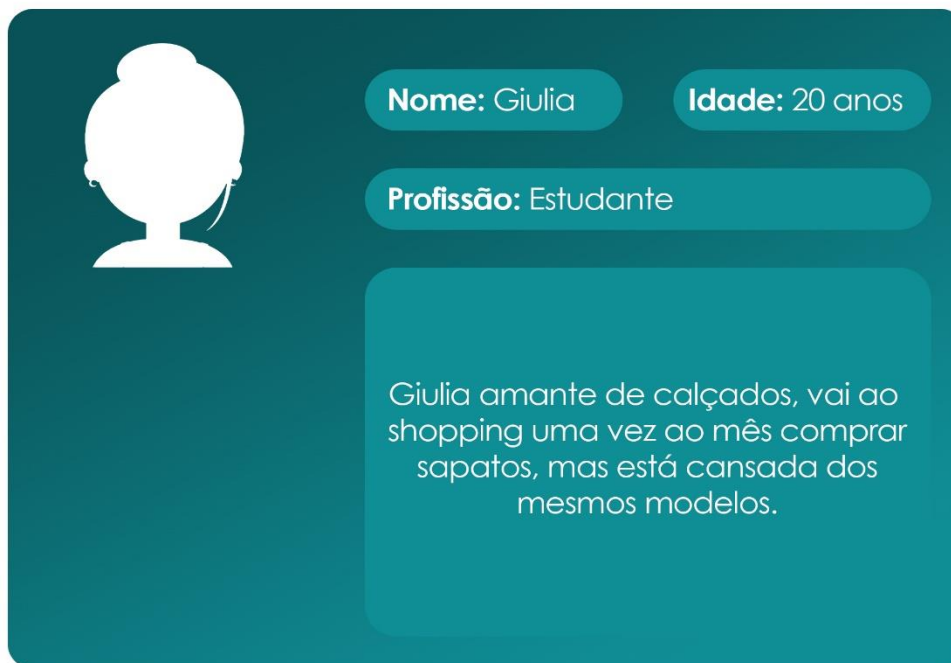 Nome: Giulia
Idade: 20 anos
Profissão: Estudante
Giulia amante de calçados, vai ao
shopping uma vez ao mês comprar
sapatos, mas está cansada dos
mesmos modelos.